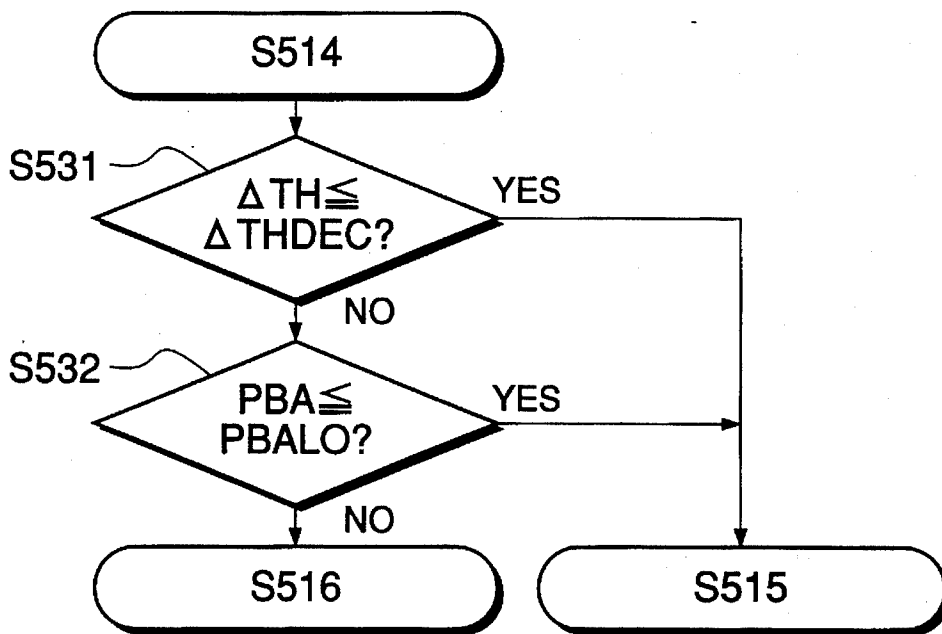 S514
S531
ΔTH≦
ΔTHDEC?
YES
NO
S532
PBA≦
PBALO?
YES
NO
S516
S515